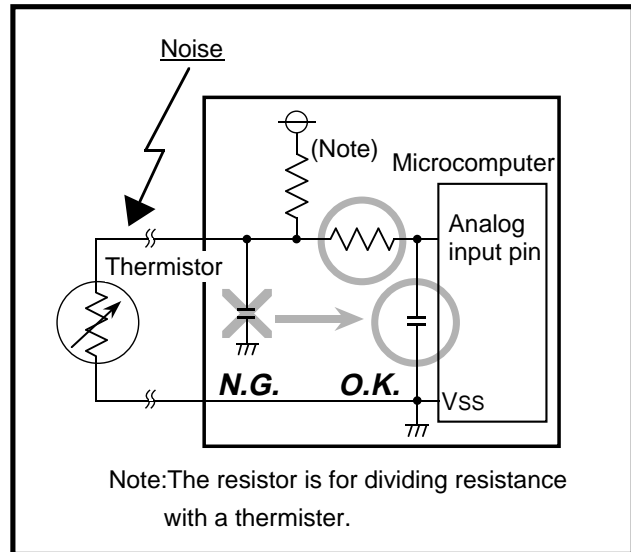 Noise
(Note)
Microcomputer
Analog
input pin
Thermistor
N.G.
O.K.
VSS
Note:The resistor is for dividing resistance
with a thermister.